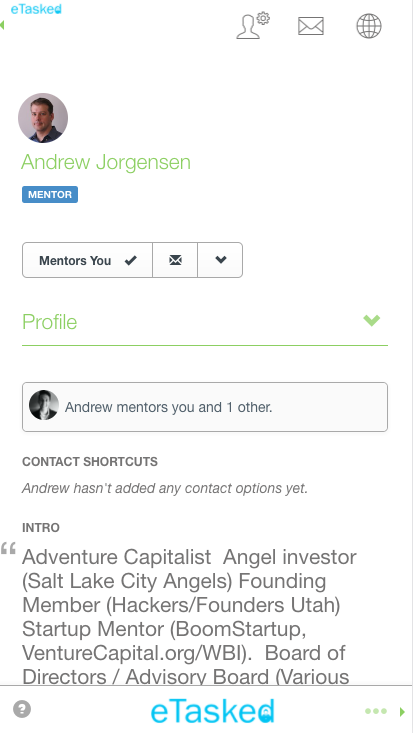 eTasked
Andrew Jorgensen
MENTOR
Mentors You
Profile
Andrew mentors you and 1 other.
CONTACT SHORTCUTS
Andrew hasn't added any contact options yet.
INTRO
“ Adventure Capitalist  Angel investor
(Salt Lake City Angels) Founding
Member (Hackers/Founders Utah)
Startup Mentor (BoomStartup,
VentureCapital.org/WBI).  Board of
Directors / Advisory Board (Various
?
eTasked